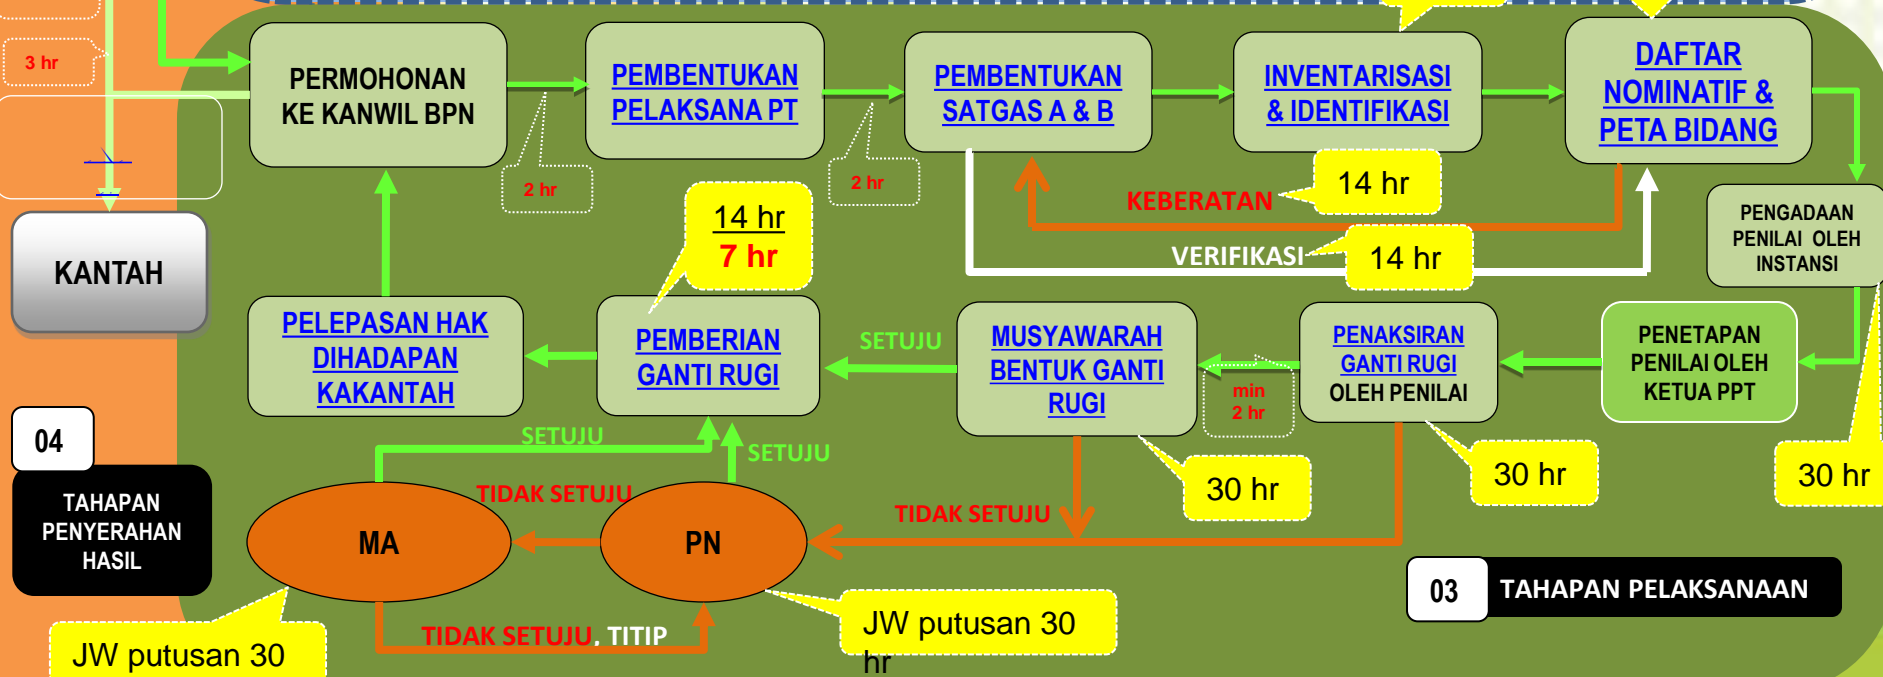 3 hr
PERMOHONAN
KE KANWIL BPN
2 hr
PEMBENTUKAN
PELAKSANA PT
2 hr
PEMBENTUKAN
SATGAS A & B
INVENTARISASI
& IDENTIFIKASI
DAFTAR
NOMINATIF &
PETA BIDANG
KEBERATAN
14 hr
VERIFIKASI
14 hr
PENGADAAN
PENILAI OLEH
INSTANSI
30 hr
KANTAH
14 hr
7 hr
PELEPASAN HAK
DIHADAPAN
KAKANTAH
PEMBERIAN
GANTI RUGI
SETUJU
MUSYAWARAH
BENTUK GANTI
RUGI
30 hr
min
2 hr
PENAKSIRAN
GANTI RUGI
OLEH PENILAI
30 hr
PENETAPAN
PENILAI OLEH
KETUA PPT
04
TAHAPAN
PENYERAHAN
HASIL
SETUJU
SETUJU
TIDAK SETUJU
TIDAK SETUJU
MA
PN
TIDAK SETUJU, TITIP
JW putusan 30
JW putusan 30
hr
03
TAHAPAN PELAKSANAAN